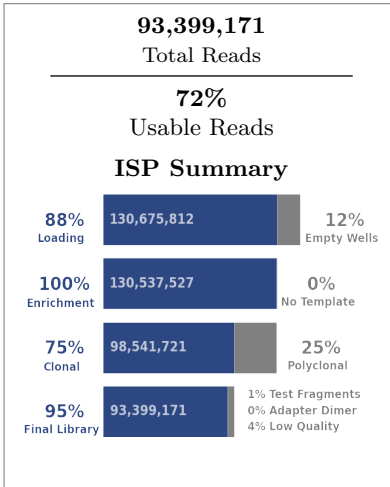 93,399,171
Total Reads
72%
Usable Reads
ISP Summary
88%
Loading
130,675,812
12%
Empty Wells
100%
Enrichment
130,537,527
0%
No Template
75%
Clonal
98,541,721
25%
Polyclonal
95%
Final Library
93,399,171
1% Test Fragments
0% Adapter Dimer
4% Low Quality